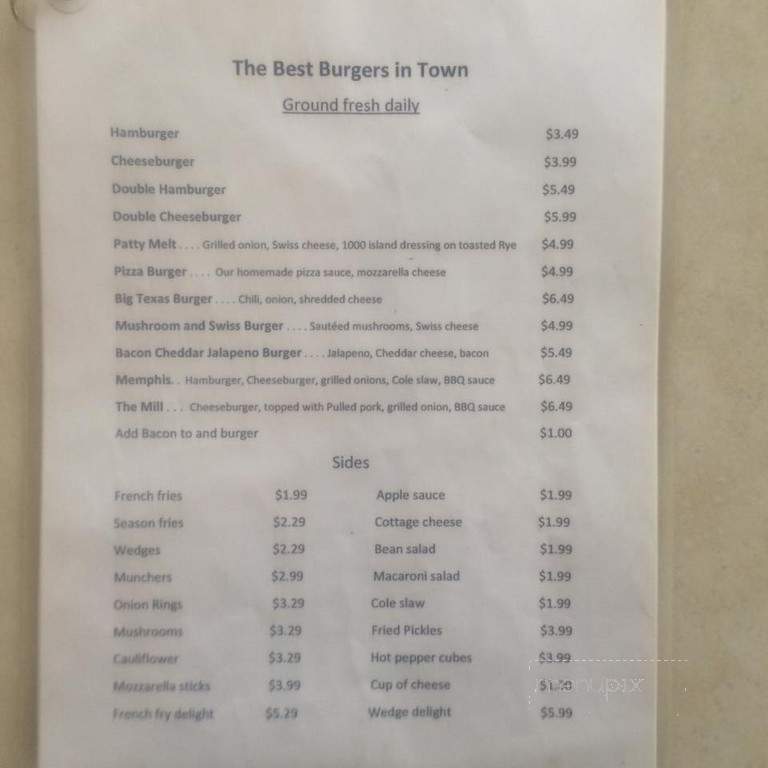 The Best Burgers in Town
Ground fresh daily
Hamburger $3.49
Cheeseburger $3.99
Double Hamburger $5.49
Double Cheeseburger $5.99
Patty Melt .... Grilled onion, Swiss cheese, 1000 island dressing on toasted Rye $4.99
Pizza Burger .... Our homemade pizza sauce, mozzarella cheese $4.99
Big Texas Burger .... Chili, onion, shredded cheese $6.49
Mushroom and Swiss Burger .... Sautéed mushrooms, Swiss cheese $4.99
Bacon Cheddar Jalapeno Burger .... Jalapeno, Cheddar cheese, bacon $5.49
Memphis.. Hamburger, Cheeseburger, grilled onions, Cole slaw, BBQ sauce $6.49
The Mill ... Cheeseburger, topped with Pulled pork, grilled onion, BBQ sauce $6.49
Add Bacon to and burger $1.00
Sides
French fries $1.99 Apple sauce $1.99
Season fries $2.29 Cottage cheese $1.99
Wedges $2.29 Bean salad $1.99
Munchers $2.99 Macaroni salad $1.99
Onion Rings $3.29 Cole slaw $1.99
Mushrooms $3.29 Fried Pickles $3.99
Cauliflower $3.29 Hot pepper cubes $3.99
Mozzarella sticks $3.99 Cup of cheese
menupix
French fry delight $5.29 Wedge delight $5.99